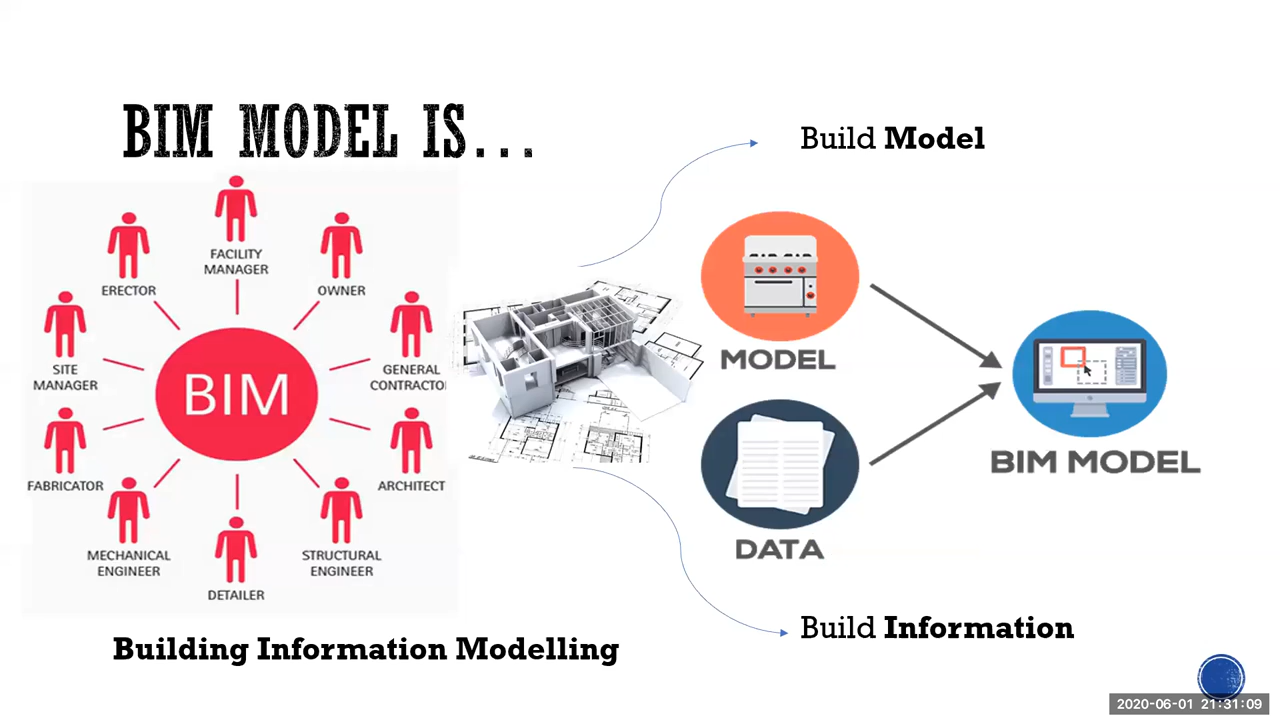 BIM MODEL IS...
Build Model
FACILITY
MANAGER
ERECTOR
OWNER
SITE
MANAGER
GENERAL
CONTRACTO
BIM
FABRICATOR
ARCHITECT
MECHANICAL
ENGINEER
STRUCTURAL
ENGINEER
DETAILER
MODEL
DATA
BIM MODEL
Build Information
Building Information Modelling
2020-06-01 21:31:09